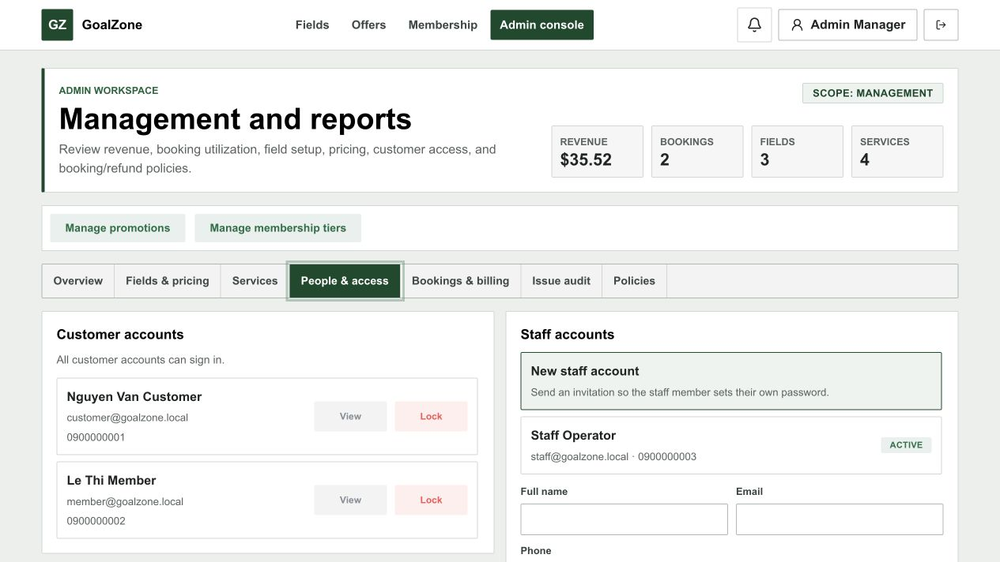 GZ GoalZone Fields Offers Membership Admin console Admin Manager
ADMIN WORKSPACE
SCOPE: MANAGEMENT
Management and reports
Review revenue, booking utilization, field setup, pricing, customer access, and
booking/refund policies.
REVENUE BOOKINGS FIELDS SERVICES
$35.52 2 3 4
Manage promotions Manage membership tiers
Overview Fields & pricing Services People & access Bookings & billing Issue audit Policies
Customer accounts
All customer accounts can sign in.
Nguyen Van Customer
customer@goalzone.local
0900000001
View Lock
Le Thi Member
member@goalzone.local
0900000002
View Lock
Staff accounts
New staff account
Send an invitation so the staff member sets their own password.
Staff Operator
staff@goalzone.local · 0900000003
ACTIVE
Full name Email
Phone